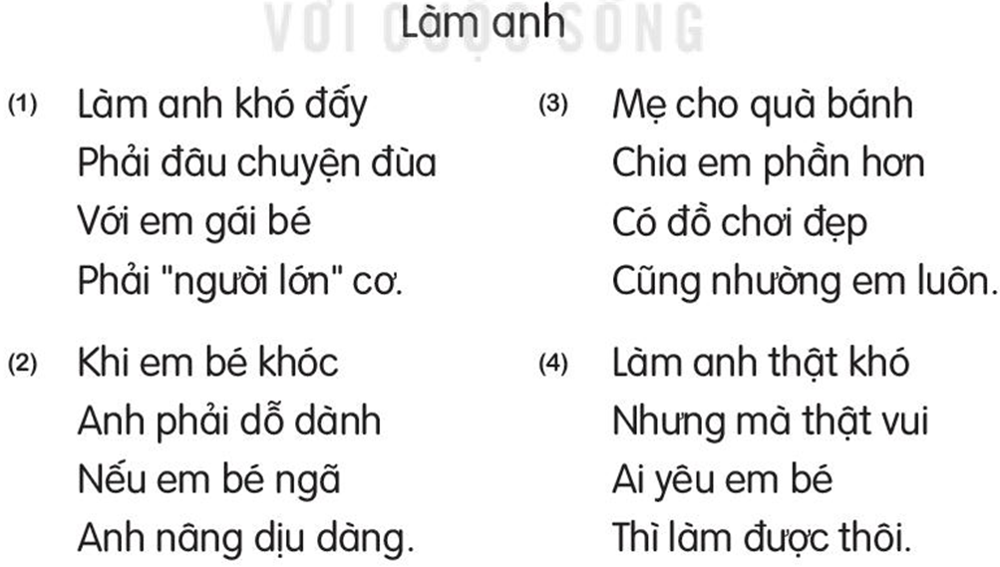 VỚI CUỘC SỐNG
Làm anh
(1) Làm anh khó đấy
Phải đâu chuyện đùa
Với em gái bé
Phải "người lớn" cơ.
(2) Khi em bé khóc
Anh phải dỗ dành
Nếu em bé ngã
Anh nâng dịu dàng.
(3) Mẹ cho quà bánh
Chia em phần hơn
Có đồ chơi đẹp
Cũng nhường em luôn.
(4) Làm anh thật khó
Nhưng mà thật vui
Ai yêu em bé
Thì làm được thôi.